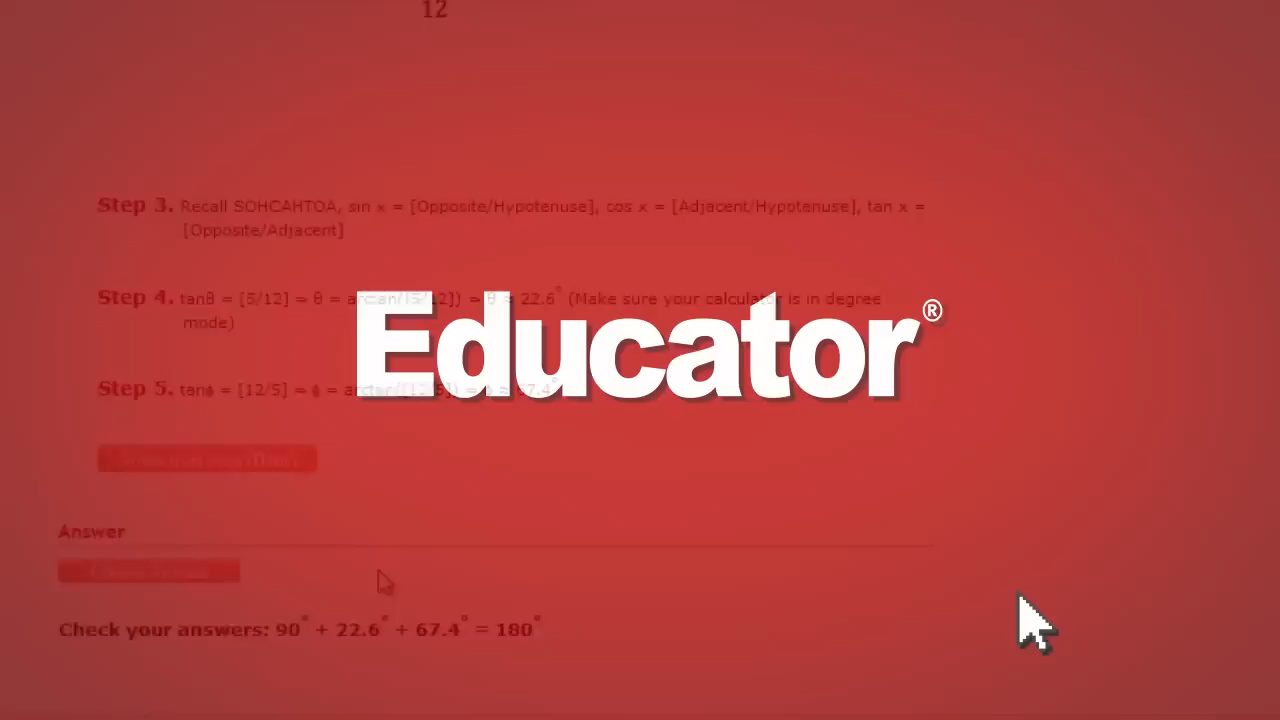 12
Step 3. Recall SOHCAHTOA, sin x = [Opposite/Hypotenuse], cos x = [Adjacent/Hypotenuse], tan x =
[Opposite/Adjacent]
Step 4. tanθ = [5/12] = θ = arctan([5/12]) = θ ≈ 22.6° (Make sure your calculator is in degree
mode)
Educator®
Step 5. tanϕ = [12/5] = ϕ = arctan([12/5]) = ϕ ≈ 67.4°
Answer
Check your answers: 90° + 22.6° + 67.4° = 180°